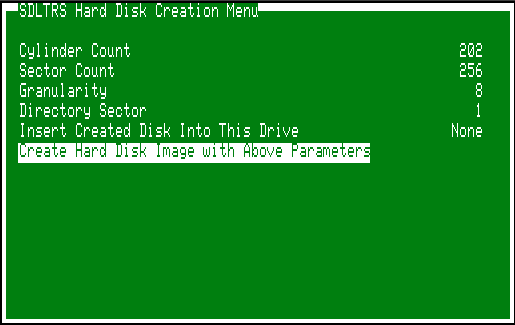 SDLTRS Hard Disk Creation Menu
Cylinder Count 202
Sector Count 256
Granularity 8
Directory Sector 1
Insert Created Disk Into This Drive None
Create Hard Disk Image with Above Parameters